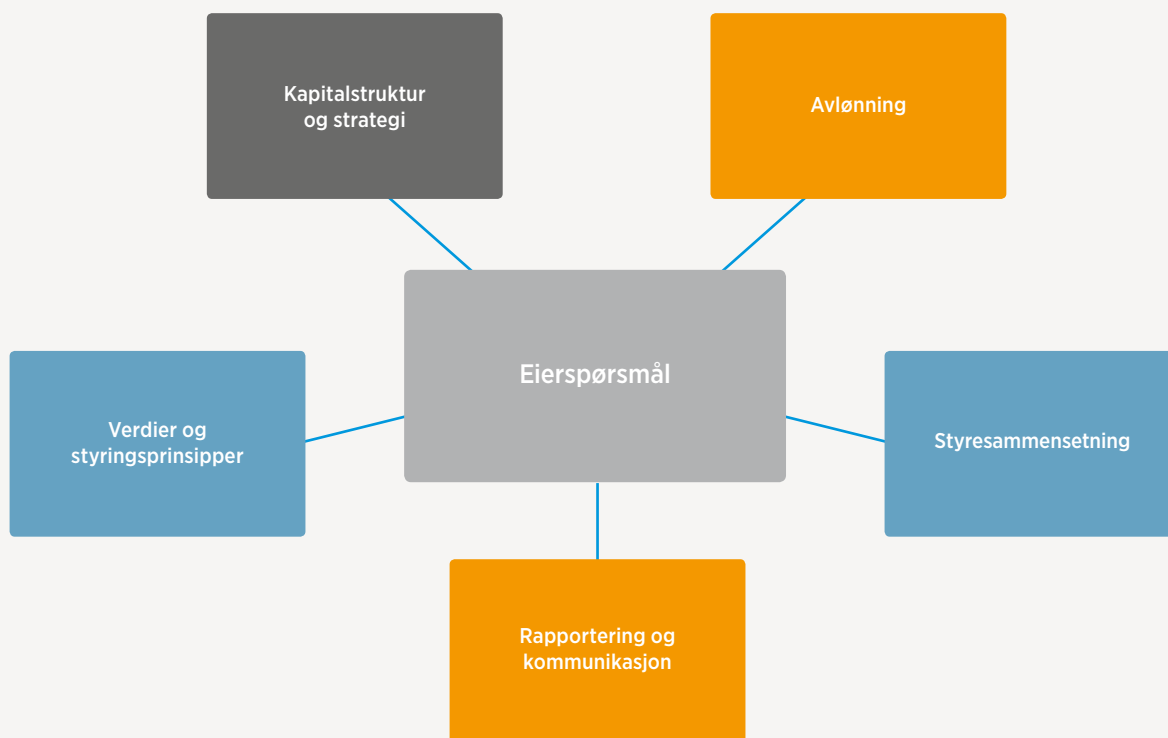 Kapitalstruktur
og strategi
Avlønning
Eierspørsmål
Verdier og
styringsprinsipper
Styresammensetning
Rapportering og
kommunikasjon